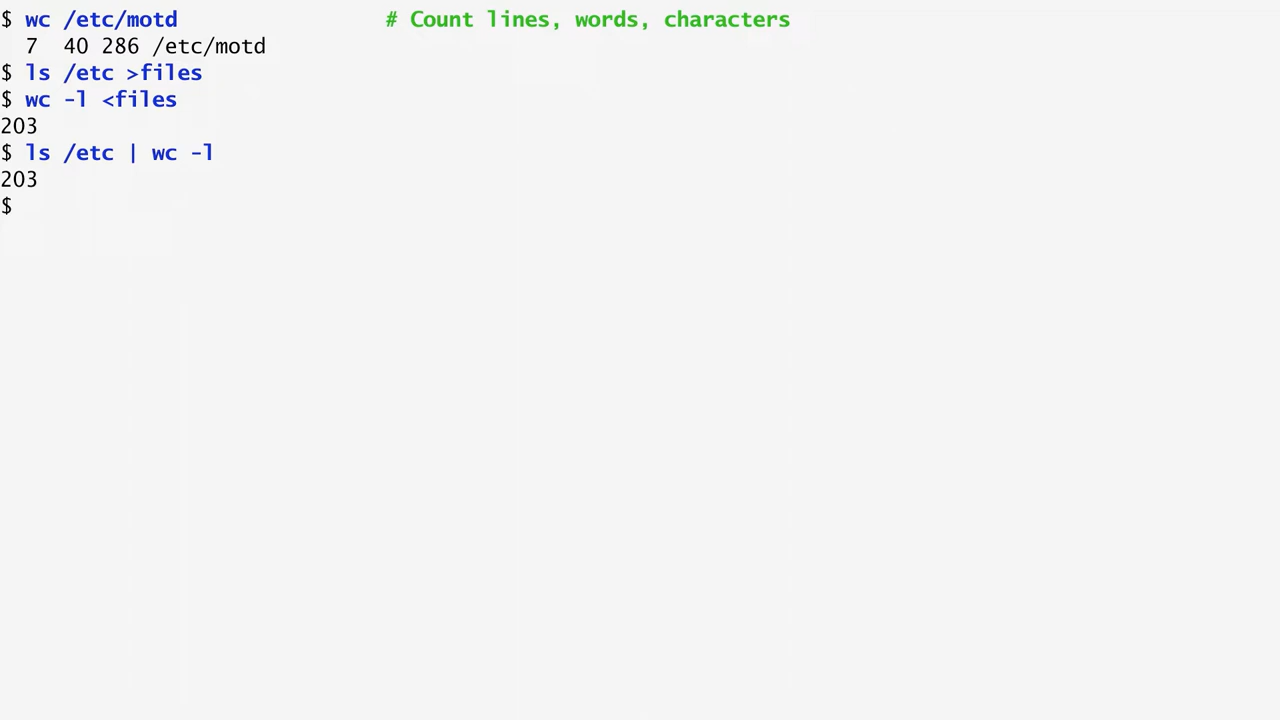 $ wc /etc/motd # Count lines, words, characters
7 40 286 /etc/motd
$ ls /etc >files
$ wc -l <files
203
$ ls /etc | wc -l
203
$